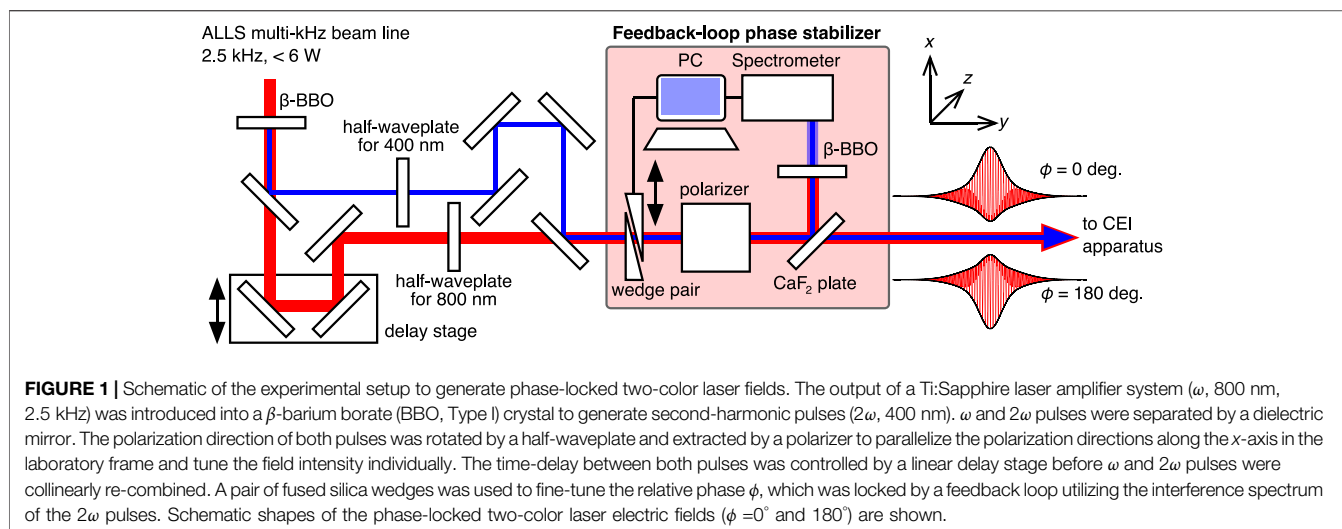 ALLS multi-kHz beam line
2.5 kHz, < 6 W
β-BBO
half-waveplate
for 400 nm
half-waveplate
for 800 nm
delay stage
Feedback-loop phase stabilizer
PC
Spectrometer
β-BBO
polarizer
wedge pair
CaF₂ plate
x
z
y
ϕ = 0 deg.
to CEI
apparatus
ϕ = 180 deg.
FIGURE 1 | Schematic of the experimental setup to generate phase-locked two-color laser fields. The output of a Ti:Sapphire laser amplifier system (ω, 800 nm,
2.5 kHz) was introduced into a β-barium borate (BBO, Type I) crystal to generate second-harmonic pulses (2ω, 400 nm). ω and 2ω pulses were separated by a dielectric
mirror. The polarization direction of both pulses was rotated by a half-waveplate and extracted by a polarizer to parallelize the polarization directions along the x-axis in the
laboratory frame and tune the field intensity individually. The time-delay between both pulses was controlled by a linear delay stage before ω and 2ω pulses were
collinearly re-combined. A pair of fused silica wedges was used to fine-tune the relative phase ϕ, which was locked by a feedback loop utilizing the interference spectrum
of the 2ω pulses. Schematic shapes of the phase-locked two-color laser electric fields (ϕ =0° and 180°) are shown.